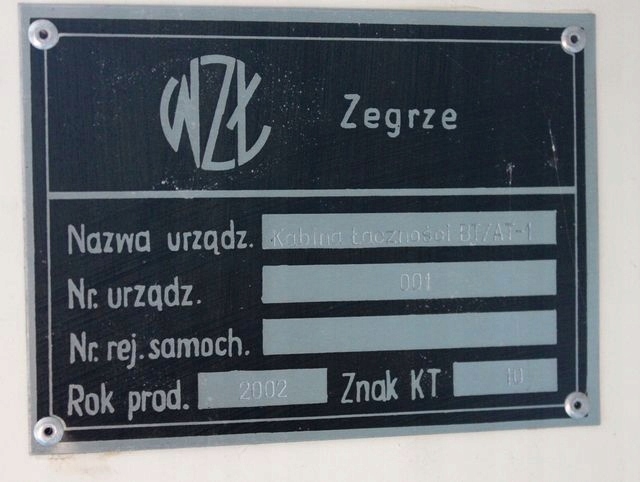 WZŁ Zegrze
Nazwa urządz. Kabina Łączności BT/AT-1
Nr. urządz. 001
Nr. rej. samoch.
Rok prod. 2002 Znak KT 10